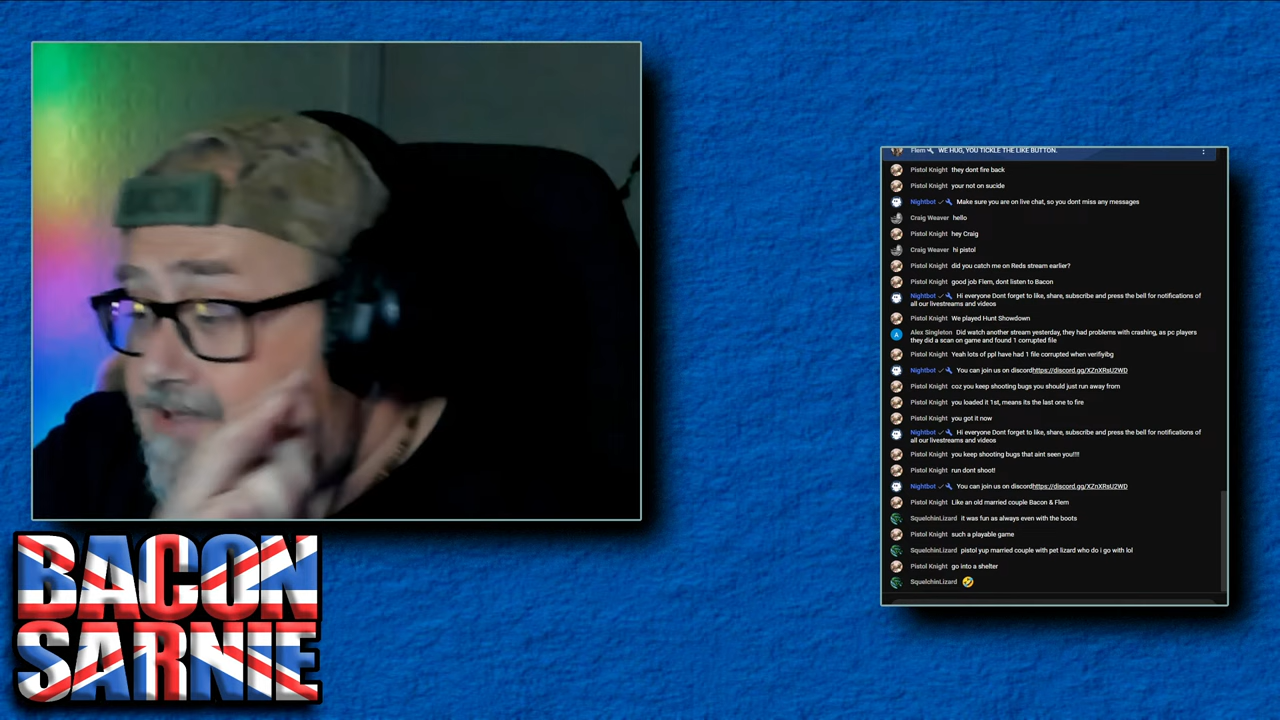 Flem WE HUG, YOU TICKLE THE LIKE BUTTON.
Pistol Knight they dont fire back
Pistol Knight your not on sucide
Nightbot Make sure you are on live chat, so you dont miss any messages
Craig Weaver hello
Pistol Knight hey Craig
Craig Weaver hi pistol
Pistol Knight did you catch me on Reds stream earlier?
Pistol Knight good job Flem, dont listen to Bacon
Nightbot Hi everyone Dont forget to like, share, subscribe and press the bell for notifications of
all our livestreams and videos
Pistol Knight We played Hunt Showdown
A Alex Singleton Did watch another stream yesterday, they had problems with crashing, as pc players
they did a scan on game and found 1 corrupted file
Pistol Knight Yeah lots of ppl have had 1 file corrupted when verifiyibg
Nightbot You can join us on discordhttps://discord.gg/XZnXRsU2WD
Pistol Knight coz you keep shooting bugs you should just run away from
Pistol Knight you loaded it 1st, means its the last one to fire
Pistol Knight you got it now
Nightbot Hi everyone Dont forget to like, share, subscribe and press the bell for notifications of
all our livestreams and videos
Pistol Knight you keep shooting bugs that aint seen you!!!!
Pistol Knight run dont shoot!
Nightbot You can join us on discordhttps://discord.gg/XZnXRsU2WD
Pistol Knight Like an old married couple Bacon & Flem
SquelchinLizard it was fun as always even with the boots
Pistol Knight such a playable game
SquelchinLizard pistol yup married couple with pet lizard who do i go with lol
Pistol Knight go into a shelter
SquelchinLizard 🤣
BACON
SARNIE